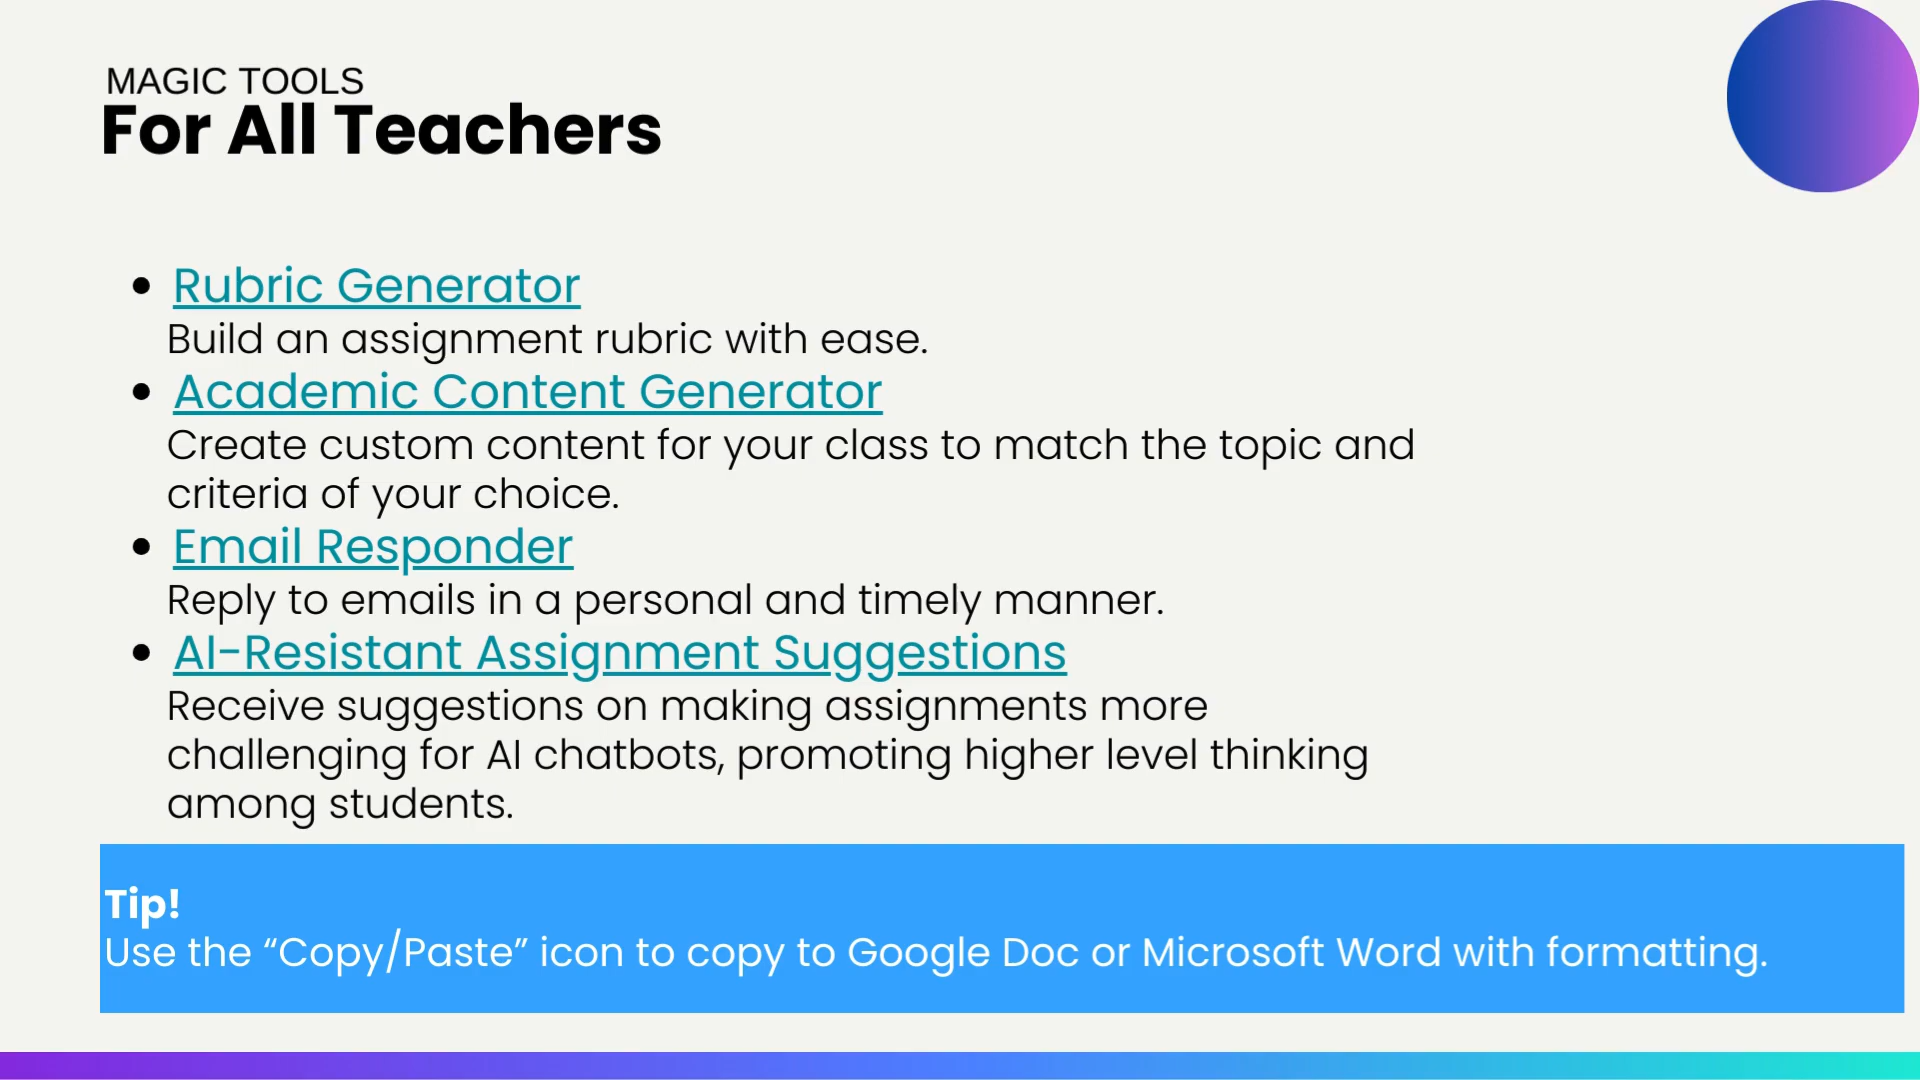 MAGIC TOOLS
For All Teachers
• Rubric Generator
Build an assignment rubric with ease.
• Academic Content Generator
Create custom content for your class to match the topic and
criteria of your choice.
• Email Responder
Reply to emails in a personal and timely manner.
• AI-Resistant Assignment Suggestions
Receive suggestions on making assignments more
challenging for AI chatbots, promoting higher level thinking
among students.
Tip!
Use the “Copy/Paste” icon to copy to Google Doc or Microsoft Word with formatting.